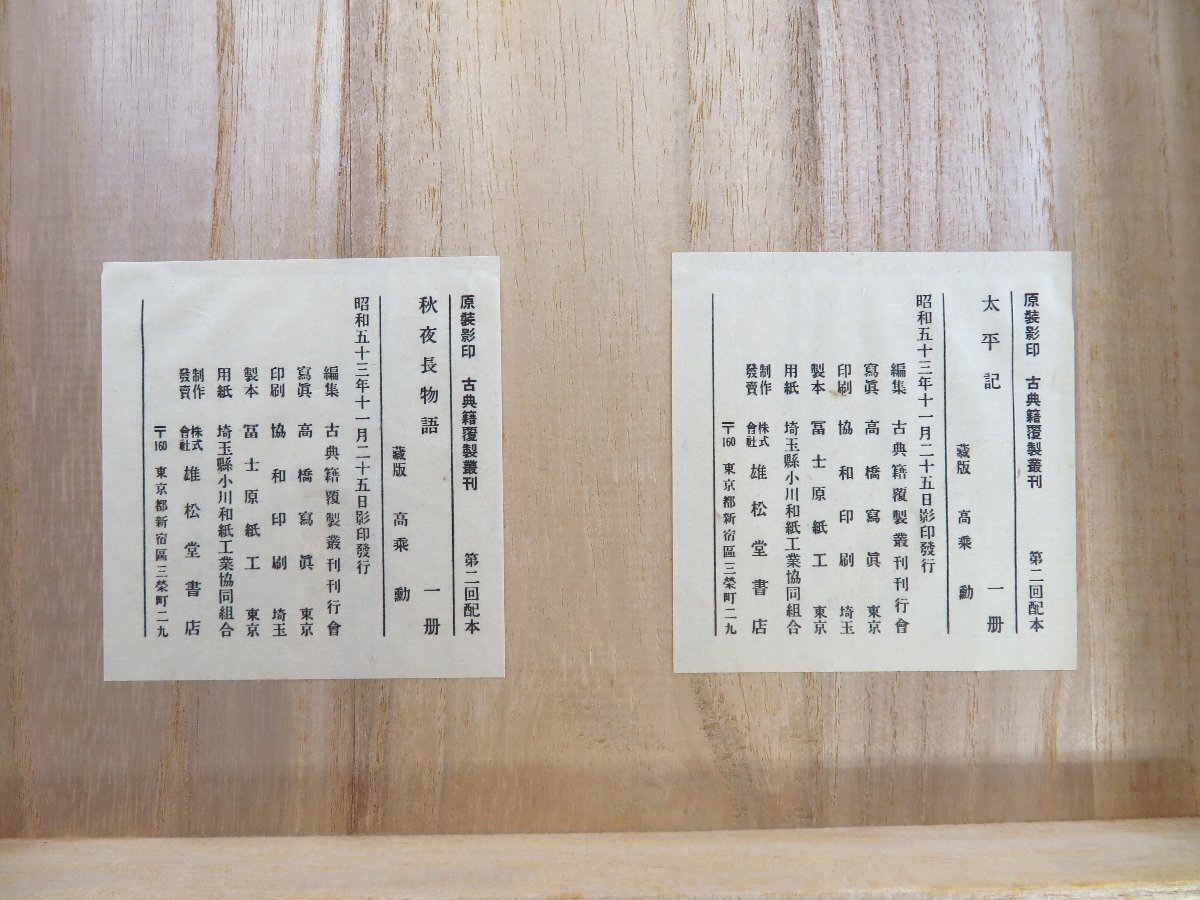 原裝影印 古典籍覆製叢刊 第二回配本
太平記 一册
藏版 高乘勳
昭和五十三年十一月二十五日影印發行
編集 古典籍覆製叢刊刊行會
寫眞 高橋寫眞 東京
印刷 協和印刷 埼玉
製本 冨士原紙工 東京
用紙 埼玉縣小川和紙工業協同組合
制作發賣 株式會社 雄松堂書店
〒160 東京都新宿區三榮町二九
原裝影印 古典籍覆製叢刊 第二回配本
秋夜長物語 一册
藏版 高乘勳
昭和五十三年十一月二十五日影印發行
編集 古典籍覆製叢刊刊行會
寫眞 高橋寫眞 東京
印刷 協和印刷 埼玉
製本 冨士原紙工 東京
用紙 埼玉縣小川和紙工業協同組合
制作發賣 株式會社 雄松堂書店
〒160 東京都新宿區三榮町二九